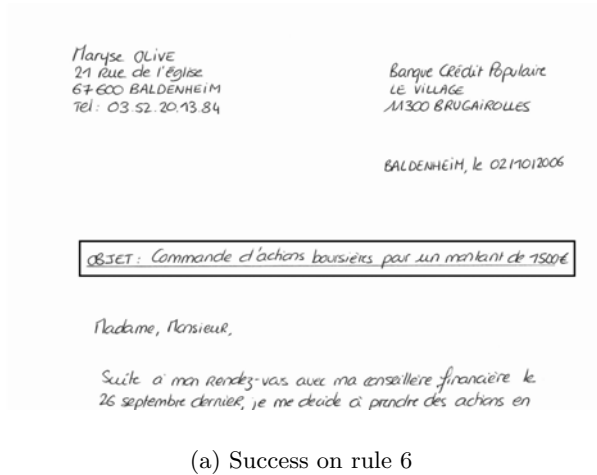 Maryse OLIVE
21 Rue de l'église
67600 BALDENHEIM
Tel : 03.52.20.13.84
Banque Crédit Populaire
LE VILLAGE
11300 BRUGAIROLLES
BALDENHEIM, le 02/10/2006
OBJET : Commande d'actions boursières pour un montant de 1500€
Madame, Monsieur,
Suite à mon Rendez-vous avec ma conseillère financière le
26 septembre dernier, je me décide à prendre des actions en
(a) Success on rule 6